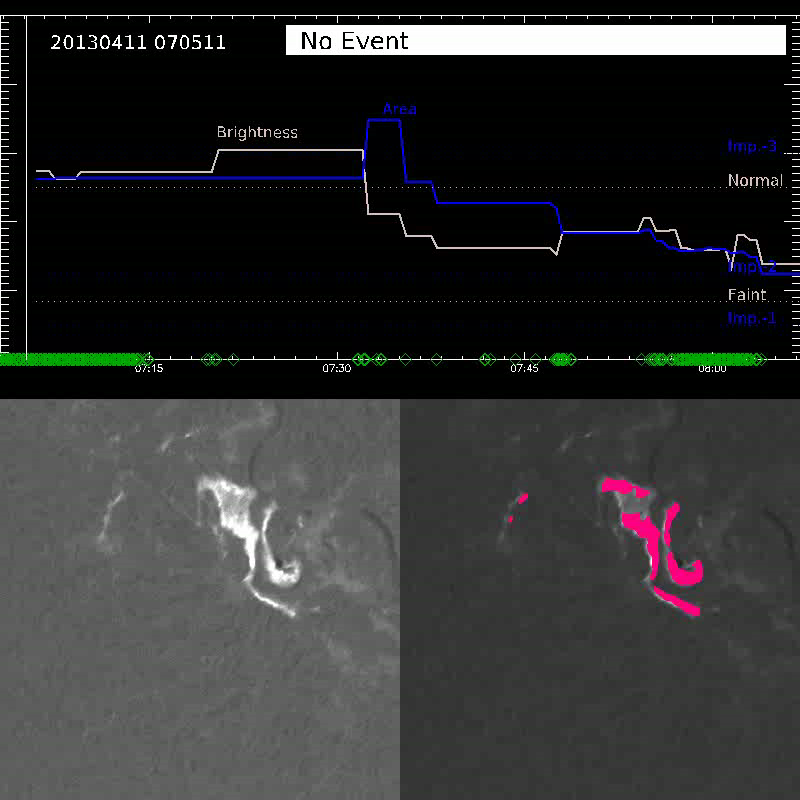 20130411 070511
No Event
Area
Brightness
Imp.-3
Normal
Imp.-2
Faint
Imp.-1
07:15 07:30 07:45 08:00